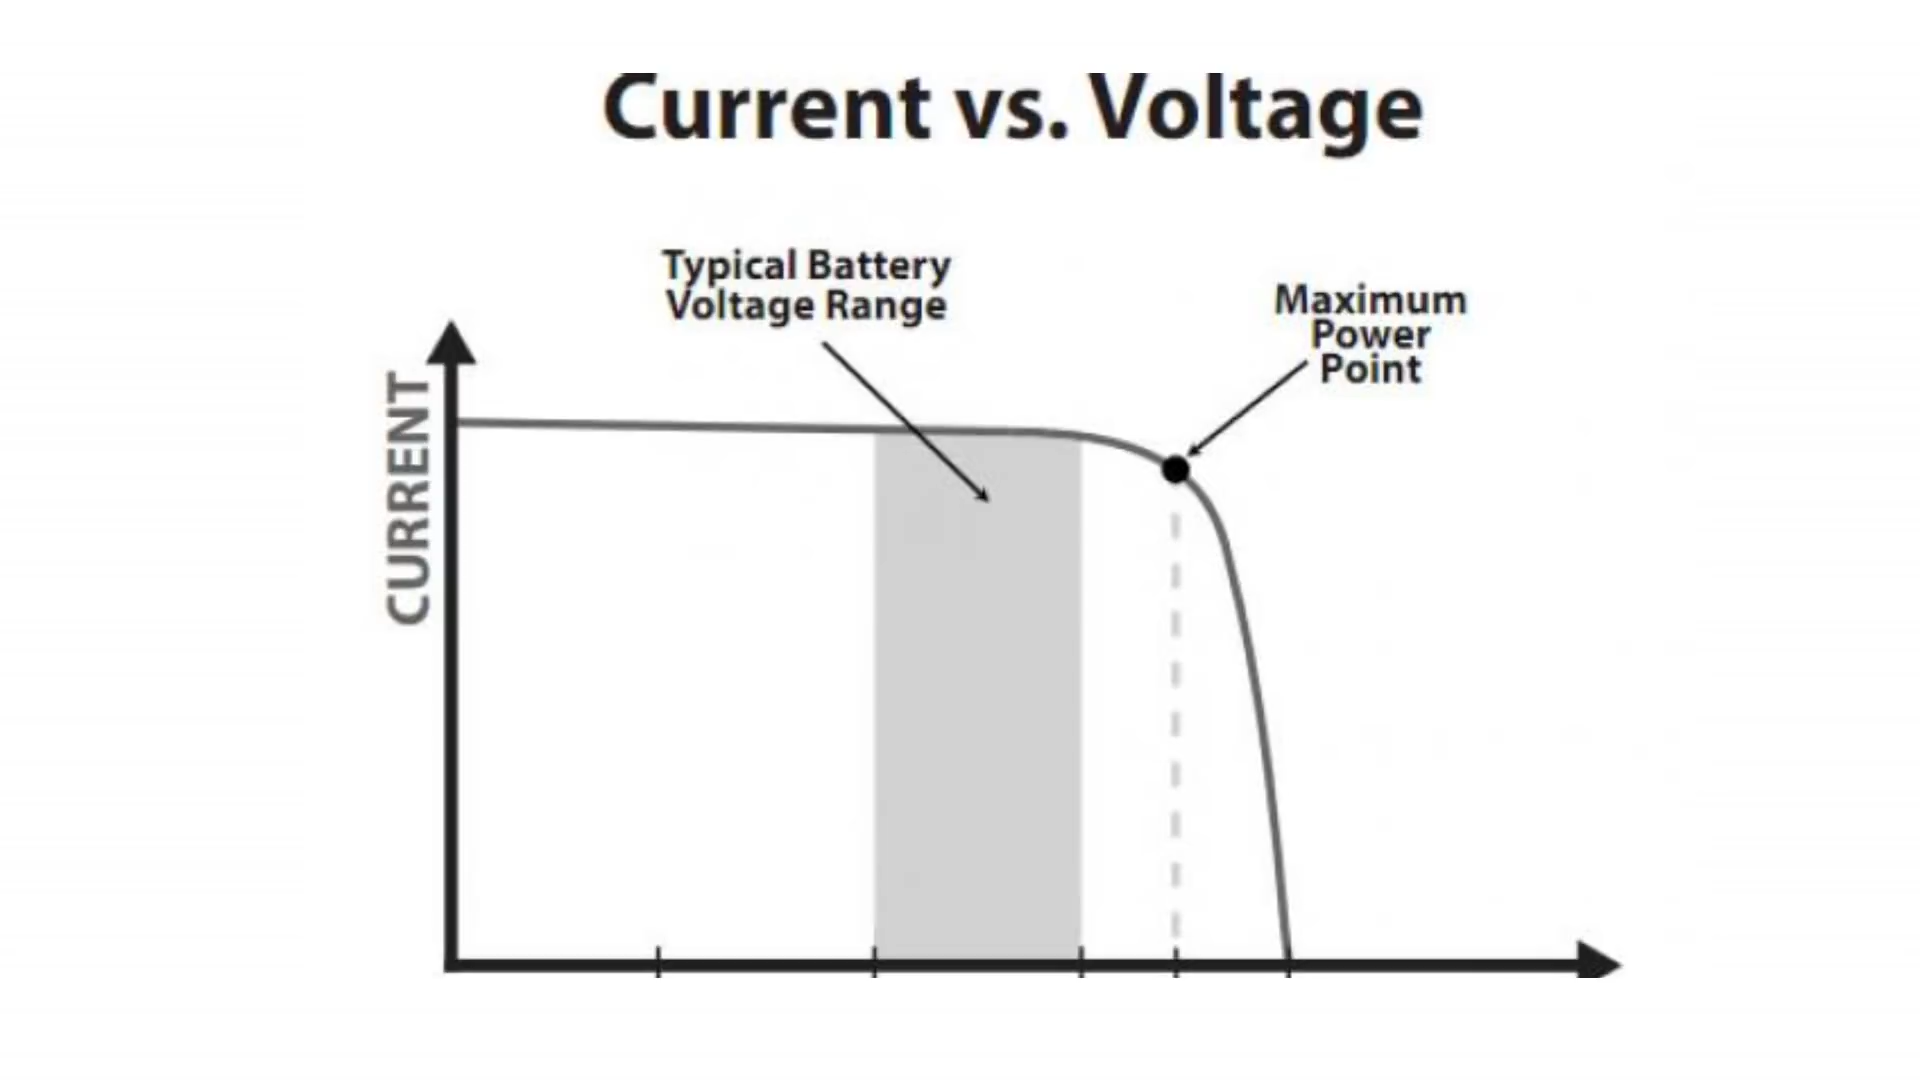 Current vs. Voltage
Typical Battery
Voltage Range
Maximum
Power
Point
CURRENT